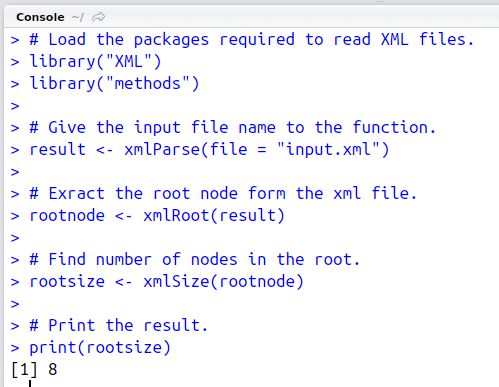 Console ~/
> # Load the packages required to read XML files.
> library("XML")
> library("methods")
>
> # Give the input file name to the function.
> result <- xmlParse(file = "input.xml")
>
> # Exract the root node form the xml file.
> rootnode <- xmlRoot(result)
>
> # Find number of nodes in the root.
> rootsize <- xmlSize(rootnode)
>
> # Print the result.
> print(rootsize)
[1] 8